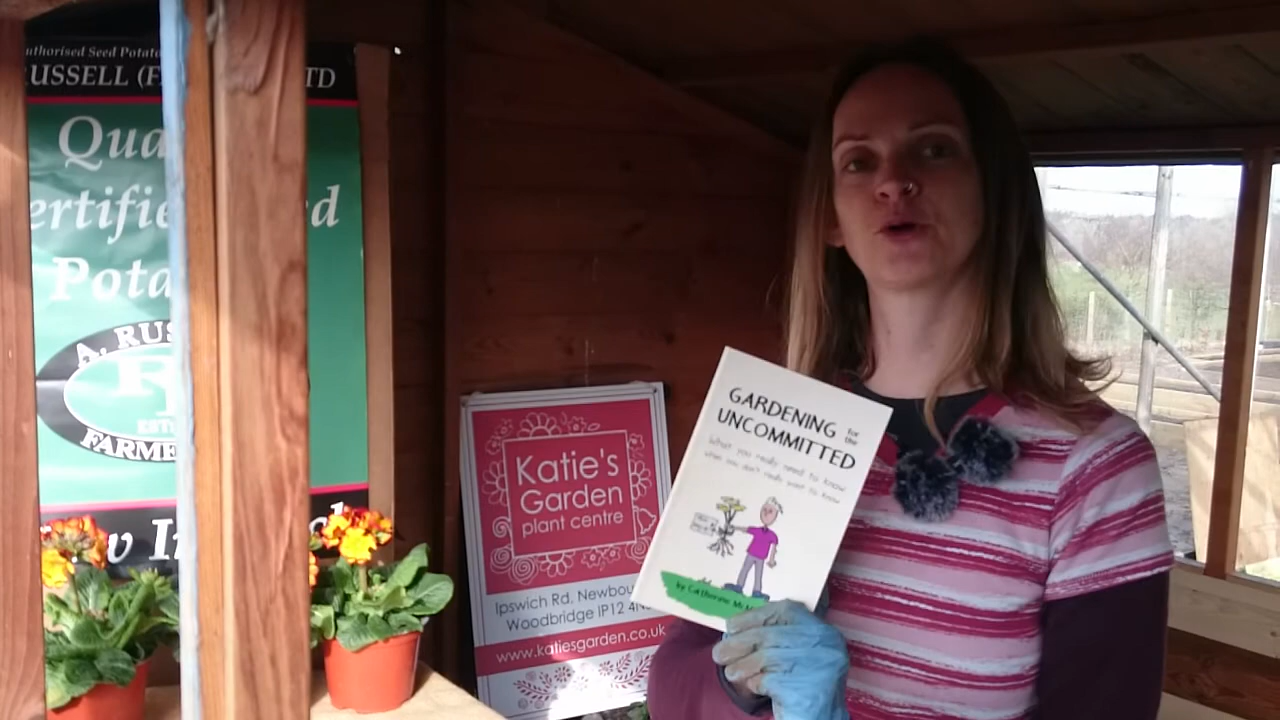 Authorised Seed Potato
RUSSELL (F TD
Qua
ertifie d
Pota
A. RUS
R
ESTD
FARME
w I
Katie's
Garden
plant centre
Ipswich Rd, Newbou
Woodbridge IP12 4N
www.katiesgarden.co.uk
GARDENING for the
UNCOMMITTED
What you really need to know
when you don't really want to know
by Catherine